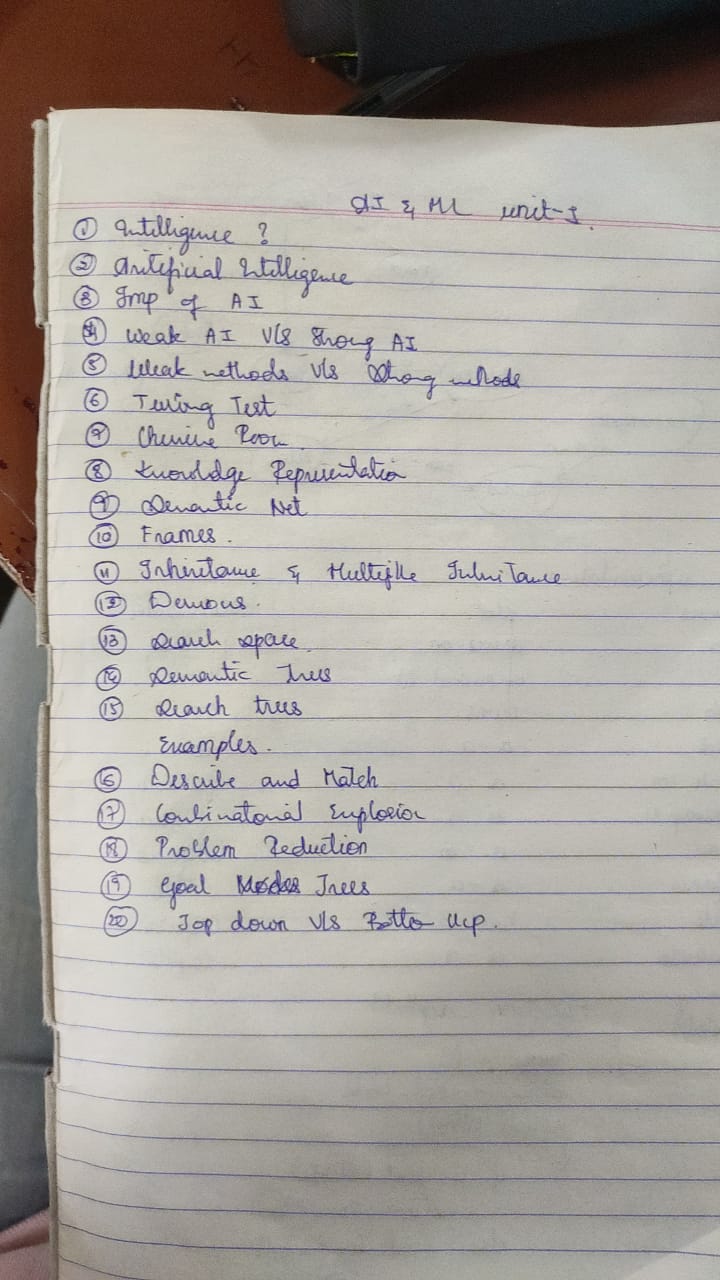 AI & ML unit-I.
① Intelligence ?
② Artificial Intelligence
③ Imp of AI
④ Weak AI V/s Strong AI
⑤ Weak methods V/s Strong methods
⑥ Turing Test
⑦ Chinese Room
⑧ Knowledge Representation
⑨ Semantic Net
⑩ Frames.
⑪ Inheritance & Multiple Inheritance
⑫ Demons.
⑬ Search space.
⑭ Semantic Trees
⑮ Search trees
Examples.
⑯ Describe and Match
⑰ Combinatorial Explosion
⑱ Problem Reduction
⑲ Goal Trees
⑳ Top down V/s Botto Up.